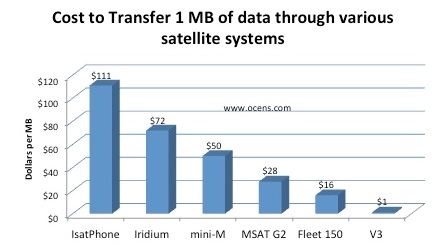 Cost to Transfer 1 MB of data through various
satellite systems
$120
$100
$80
$60
$40
$20
$0
Dollars per MB
$111
$72
$50
$28
$16
$1
www.ocens.com
IsatPhone Iridium mini-M MSAT G2 Fleet 150 V3